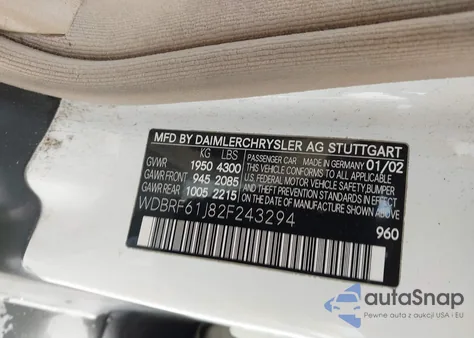 MFD BY DAIMLERCHRYSLER AG STUTTGART
KG LBS
GVWR 1950 4300
GAWR FRONT 945 2085
GAWR REAR 1005 2215
PASSENGER CAR MADE IN GERMANY 01/02
THIS VEHICLE CONFORMS TO ALL APPLICABLE
FEDERAL MOTOR VEHICLE SAFETY, BUMPER
AND THEFT PREVENTION STANDARDS IN EFFECT
ON DATE OF MANUFACTURE SHOWN ABOVE
WDBRF61J82F243294
960
autoSnap
Pewne auta z aukcji USA i EU